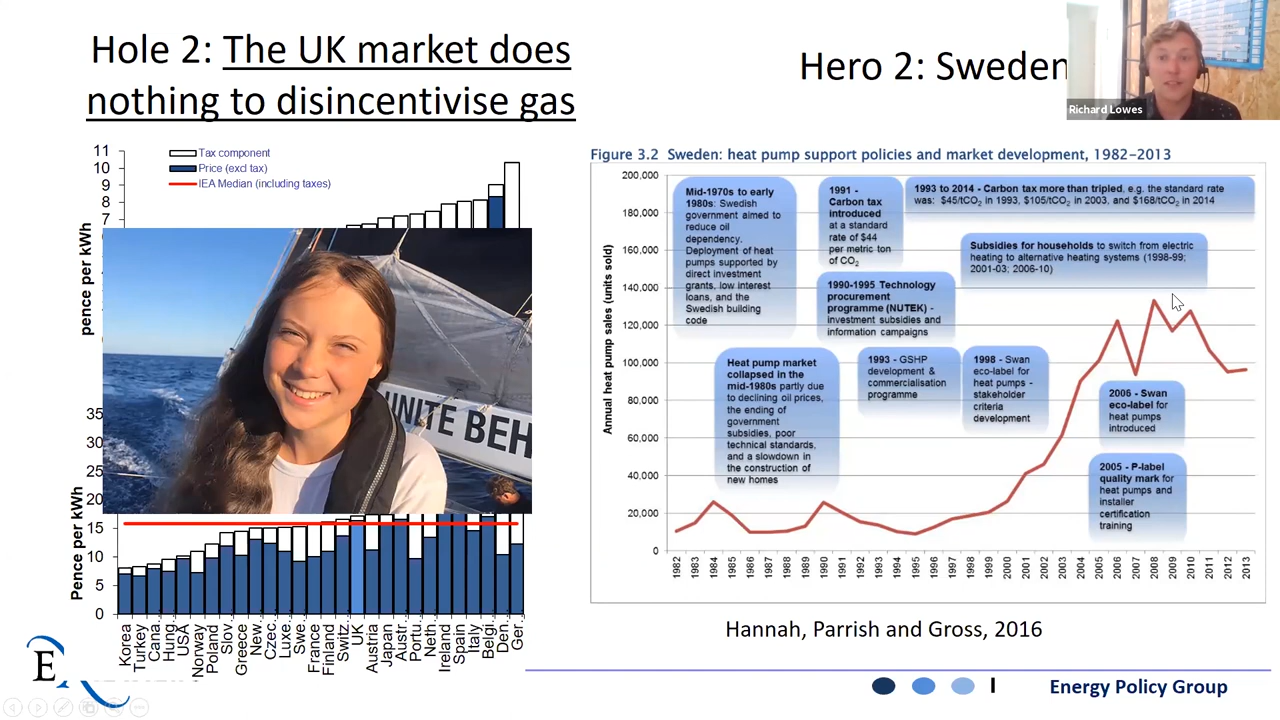 Hole 2: The UK market does
nothing to disincentivise gas
Hero 2: Sweden
Richard Lowes
11
10
9
8
7
Tax component
Price (excl tax)
IEA Median (including taxes)
pence per kWh
UNITE BEH
35
30
25
20
15
10
5
0
Pence per kWh
Korea
Turkey
Cana..
Hung..
USA
Norway
Poland
Slov..
Greece
New..
Czec..
Luxe..
Swe..
France
Finland
Switz..
UK
Austria
Japan
Austr..
Portu..
Neth..
Ireland
Spain
Italy
Belgi..
Den..
Ger..
Figure 3.2 Sweden: heat pump support policies and market development, 1982–2013
Annual heat pump sales (units sold)
200,000
180,000
160,000
140,000
120,000
100,000
80,000
60,000
40,000
20,000
0
Mid-1970s to early
1980s: Swedish
government aimed to
reduce oil
dependency.
Deployment of heat
pumps supported by
direct investment
grants, low interest
loans, and the
Swedish building
code
1991 -
Carbon tax
introduced
at a standard
rate of $44
per metric ton
of CO2
1993 to 2014 - Carbon tax more than tripled, e.g. the standard rate
was: $45/tCO2 in 1993, $105/tCO2 in 2003, and $168/tCO2 in 2014
Subsidies for households to switch from electric
heating to alternative heating systems (1998-99;
2001-03; 2006-10)
1990-1995 Technology
procurement
programme (NUTEK) -
investment subsidies and
information campaigns
Heat pump market
collapsed in the
mid-1980s partly due
to declining oil prices,
the ending of
government
subsidies, poor
technical standards,
and a slowdown in
the construction of
new homes
1993 - GSHP
development &
commercialisation
programme
1998 - Swan
eco-label for
heat pumps -
stakeholder
criteria
development
2006 - Swan
eco-label for
heat pumps
introduced
2005 - P-label
quality mark for
heat pumps and
installer
certification
training
1982
1983
1984
1985
1986
1987
1988
1989
1990
1991
1992
1993
1994
1995
1996
1997
1998
1999
2000
2001
2002
2003
2004
2005
2006
2007
2008
2009
2010
2011
2012
2013
Hannah, Parrish and Gross, 2016
E
I
Energy Policy Group